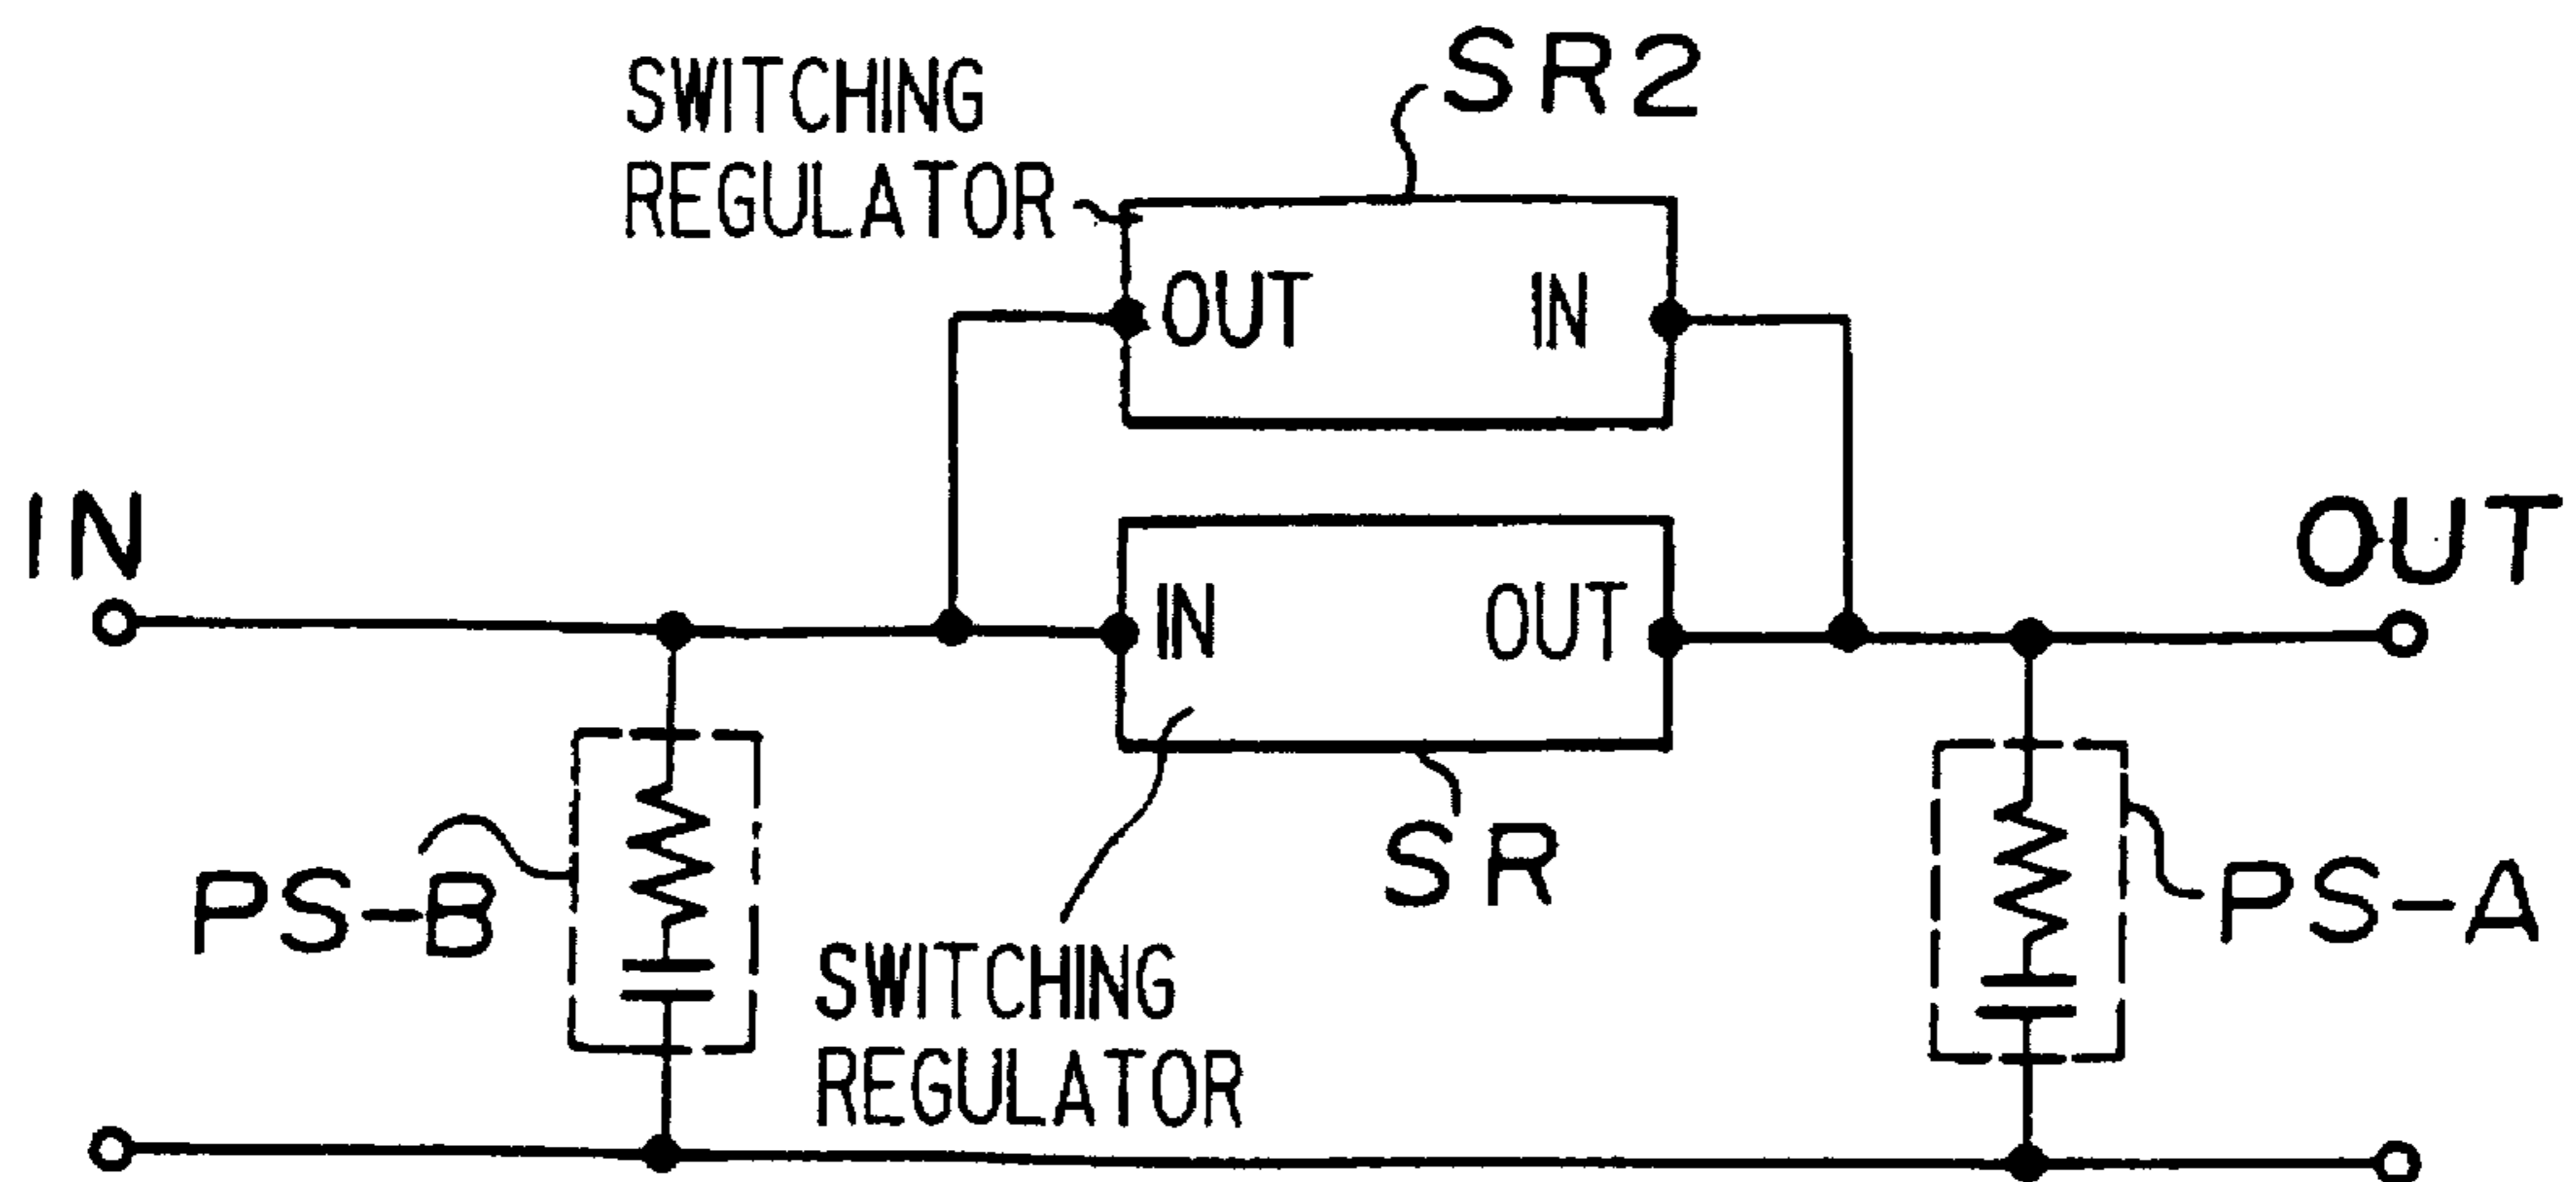 SWITCHING
REGULATOR
SR2
OUT IN
IN
OUT
IN OUT
PS-B
SR
PS-A
SWITCHING
REGULATOR